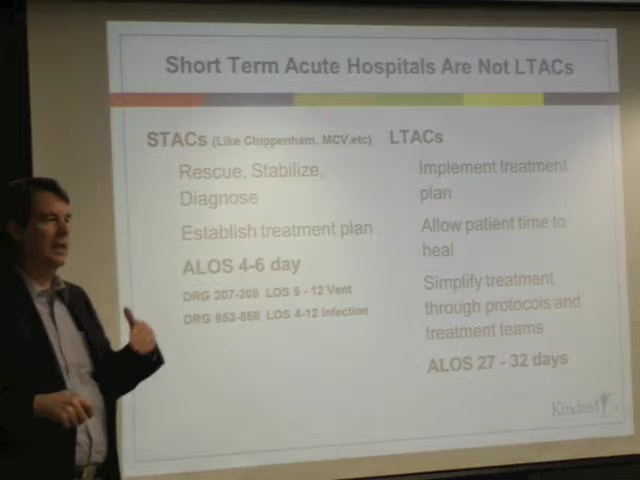 Short Term Acute Hospitals Are Not LTACs
STACs (Like Chippenham, MCV,etc)
Rescue, Stabilize,
Diagnose
Establish treatment plan
ALOS 4-6 day
DRG 207-208 LOS 5 - 12 Vent
DRG 853-858 LOS 4-12 Infection
LTACs
Implement treatment
plan
Allow patient time to
heal
Simplify treatment
through protocols and
treatment teams
ALOS 27 - 32 days
Kindred